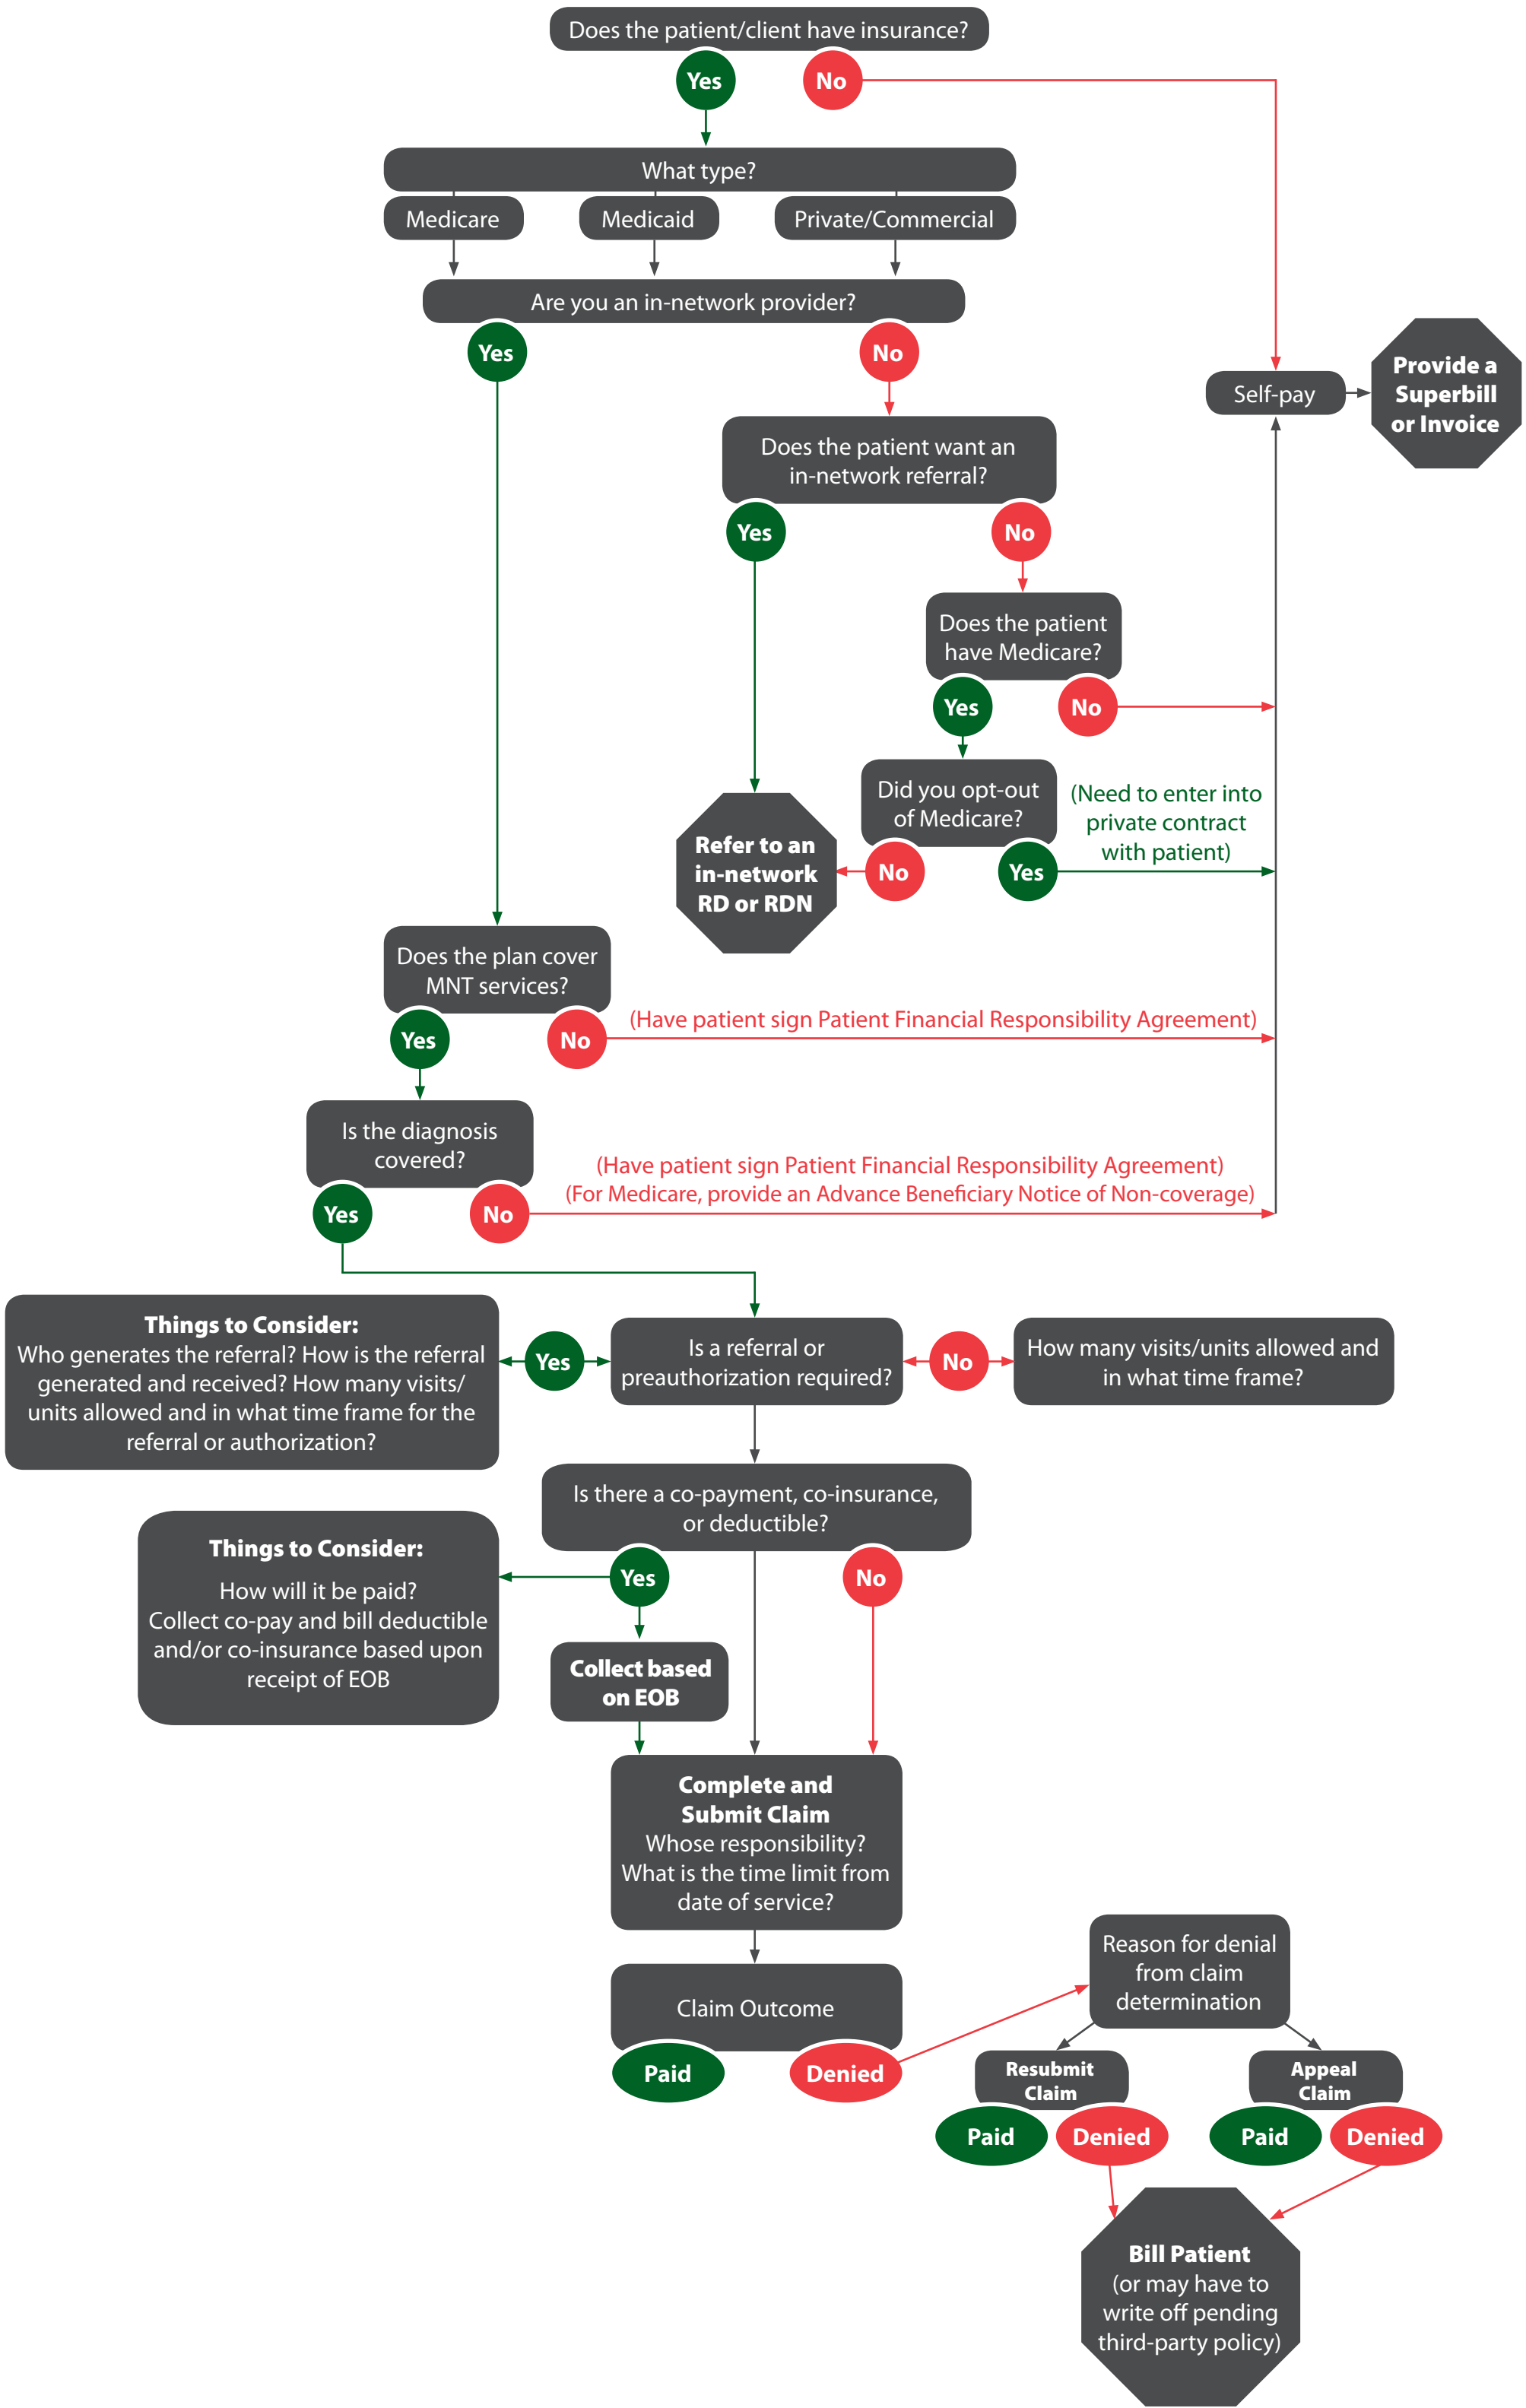 Does the patient/client have insurance?
Yes
No
What type?
Medicare
Medicaid
Private/Commercial
Are you an in-network provider?
Yes
No
Self-pay
Provide a
Superbill
or Invoice
Does the patient want an
in-network referral?
Yes
No
Does the patient
have Medicare?
Yes
No
Did you opt-out
of Medicare?
No
Yes
(Need to enter into
private contract
with patient)
Refer to an
in-network
RD or RDN
Does the plan cover
MNT services?
Yes
No
(Have patient sign Patient Financial Responsibility Agreement)
Is the diagnosis
covered?
Yes
No
(Have patient sign Patient Financial Responsibility Agreement)
(For Medicare, provide an Advance Beneficiary Notice of Non-coverage)
Things to Consider:
Who generates the referral? How is the referral
generated and received? How many visits/
units allowed and in what time frame for the
referral or authorization?
Yes
Is a referral or
preauthorization required?
No
How many visits/units allowed and
in what time frame?
Is there a co-payment, co-insurance,
or deductible?
Yes
No
Things to Consider:
How will it be paid?
Collect co-pay and bill deductible
and/or co-insurance based upon
receipt of EOB
Collect based
on EOB
Complete and
Submit Claim
Whose responsibility?
What is the time limit from
date of service?
Claim Outcome
Paid
Denied
Reason for denial
from claim
determination
Resubmit
Claim
Paid
Denied
Appeal
Claim
Paid
Denied
Bill Patient
(or may have to
write off pending
third-party policy)